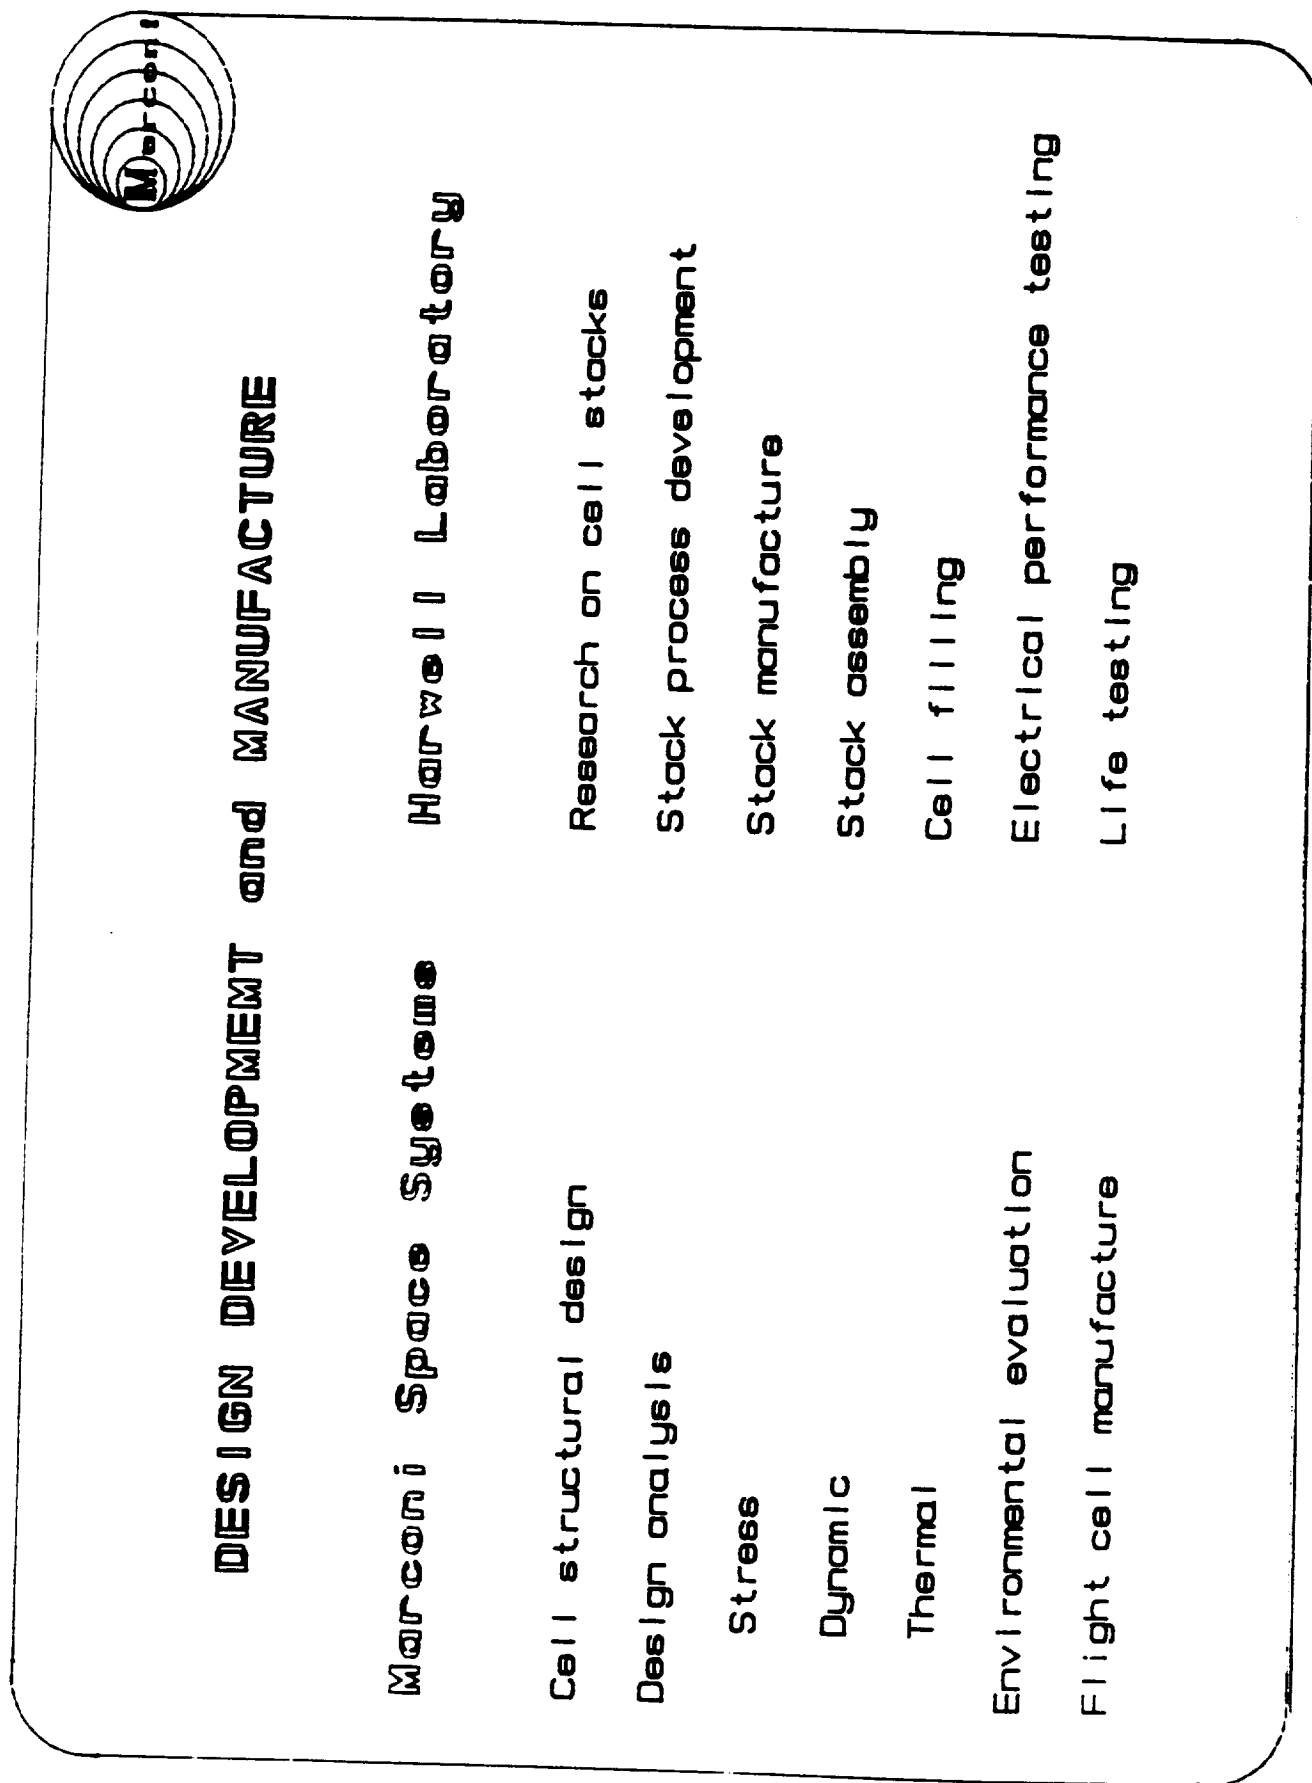 Marconi
DESIGN DEVELOPMEMT and MANUFACTURE
Marconi Space Systems
Cell structural design
Design analysis
Stress
Dynamic
Thermal
Environmental evaluation
Flight cell manufacture
Harwell Laboratory
Research on cell stacks
Stack process development
Stack manufacture
Stack assembly
Cell filling
Electrical performance testing
Life testing